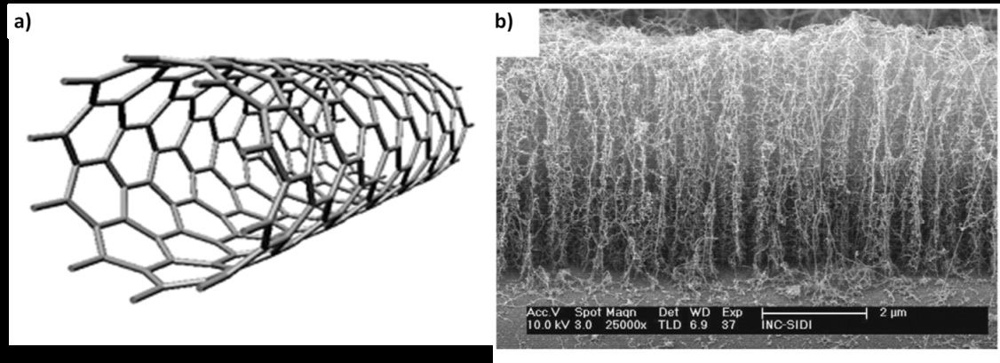 a)
b)
Acc.V Spot Magn Det WD Exp 2 μm
10.0 kV 3.0 25000x TLD 6.9 37 INC-SIDI